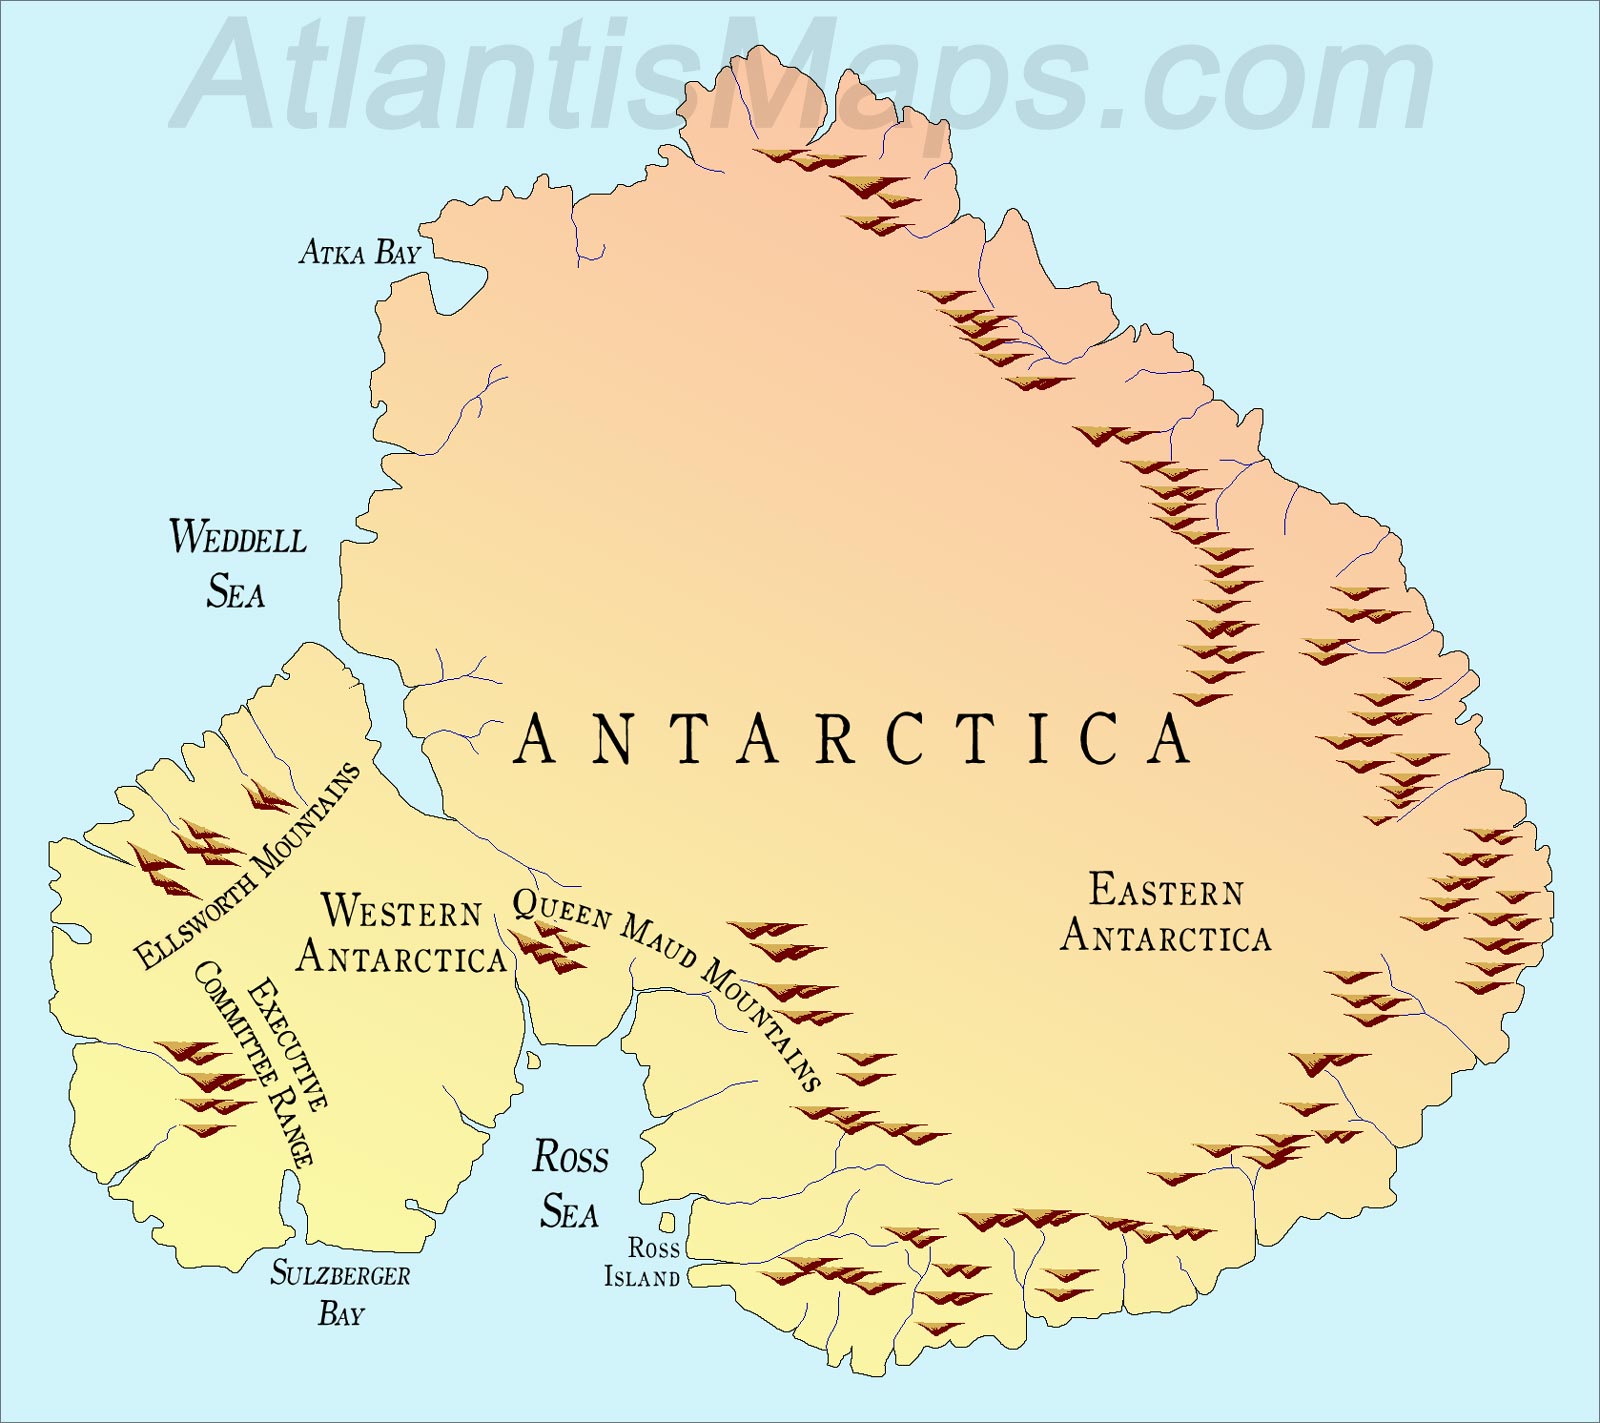 AtlantisMaps.com
Atka Bay
Weddell
Sea
Antarctica
Ellsworth Mountains
Western
Antarctica
Queen Maud Mountains
Eastern
Antarctica
Executive
Committee Range
Ross
Sea
Ross
Island
Sulzberger
Bay